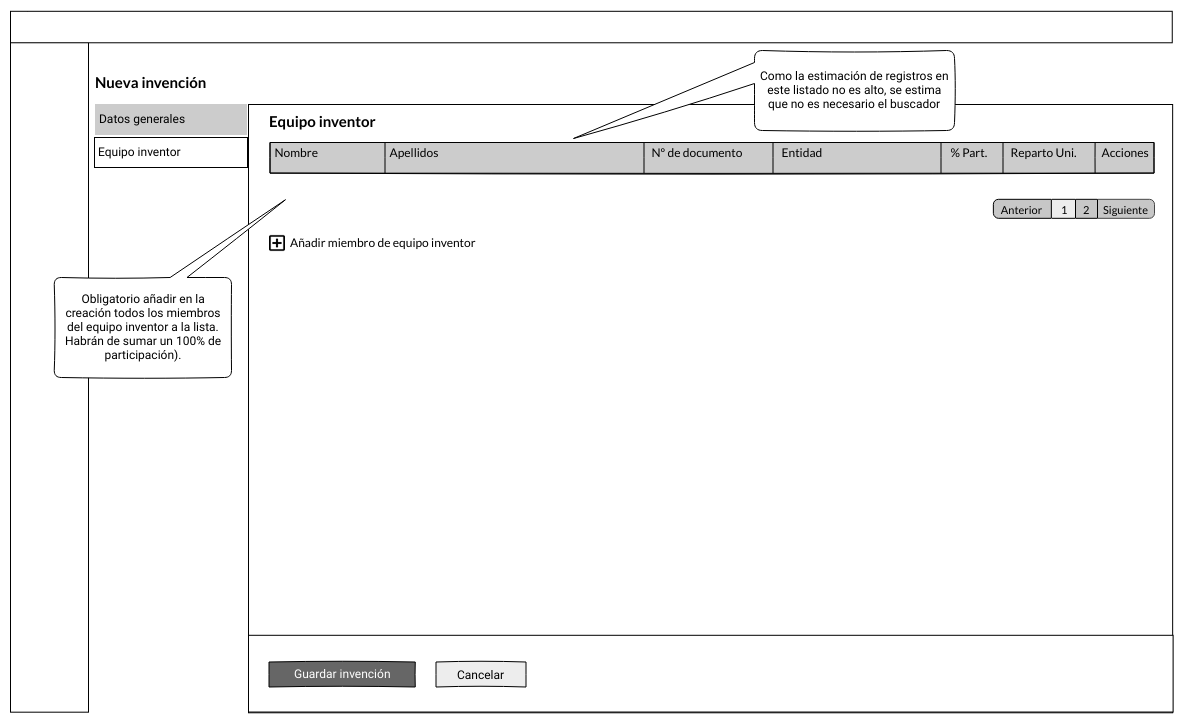 Nueva invención
Datos generales
Equipo inventor
Como la estimación de registros en
este listado no es alto, se estima
que no es necesario el buscador
Equipo inventor
Nombre Apellidos Nº de documento Entidad % Part. Reparto Uni. Acciones
Anterior 1 2 Siguiente
Añadir miembro de equipo inventor
Obligatorio añadir en la
creación todos los miembros
del equipo inventor a la lista.
Habrán de sumar un 100% de
participación).
Guardar invención Cancelar